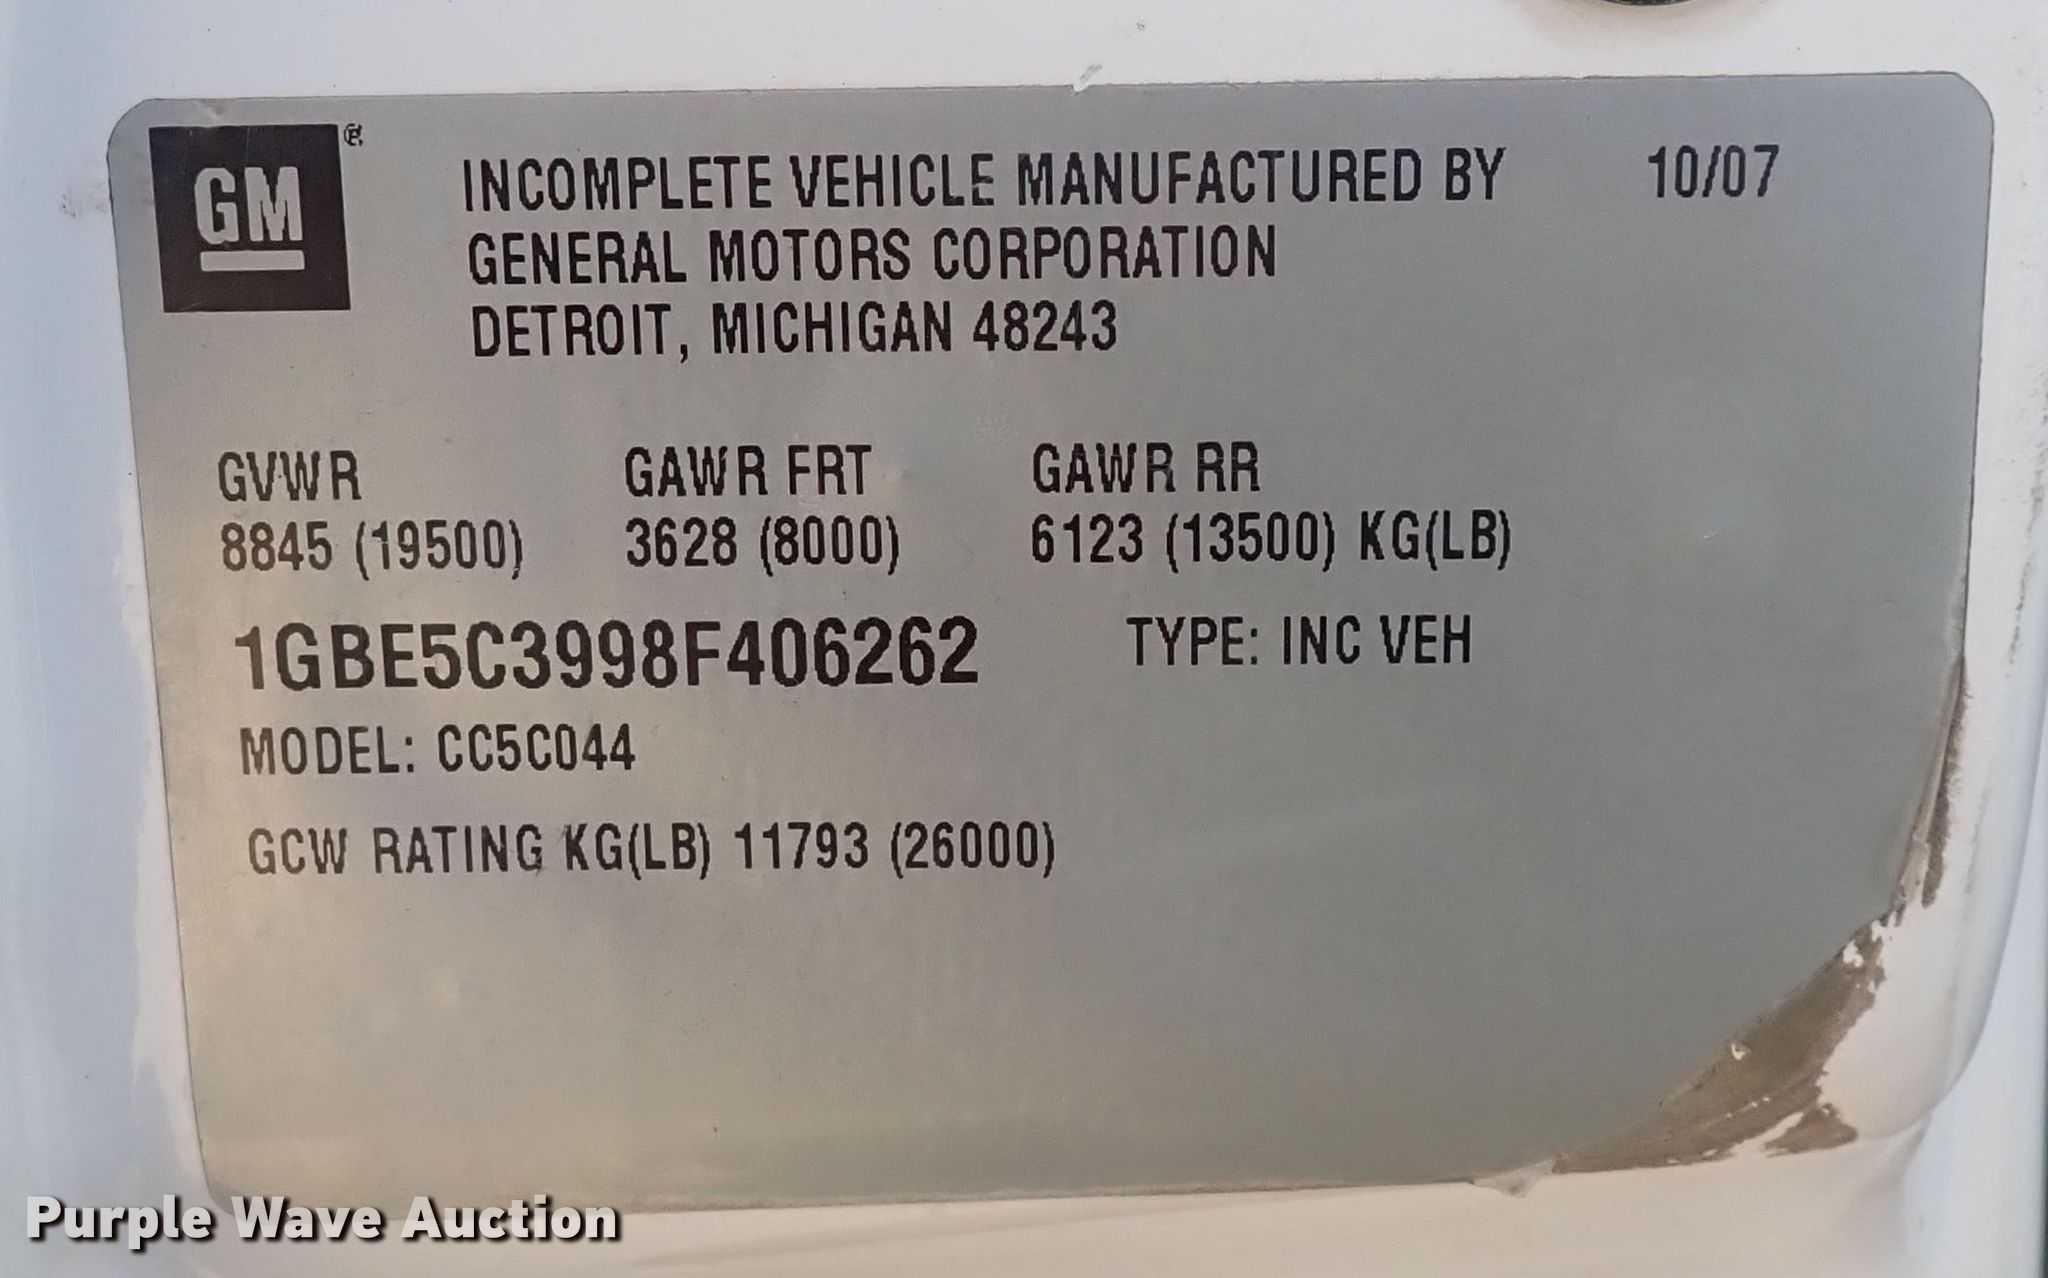 GM®
INCOMPLETE VEHICLE MANUFACTURED BY 10/07
GENERAL MOTORS CORPORATION
DETROIT, MICHIGAN 48243
GVWR GAWR FRT GAWR RR
8845 (19500) 3628 (8000) 6123 (13500) KG(LB)
1GBE5C3998F406262 TYPE: INC VEH
MODEL: CC5C044
GCW RATING KG(LB) 11793 (26000)
Purple Wave Auction